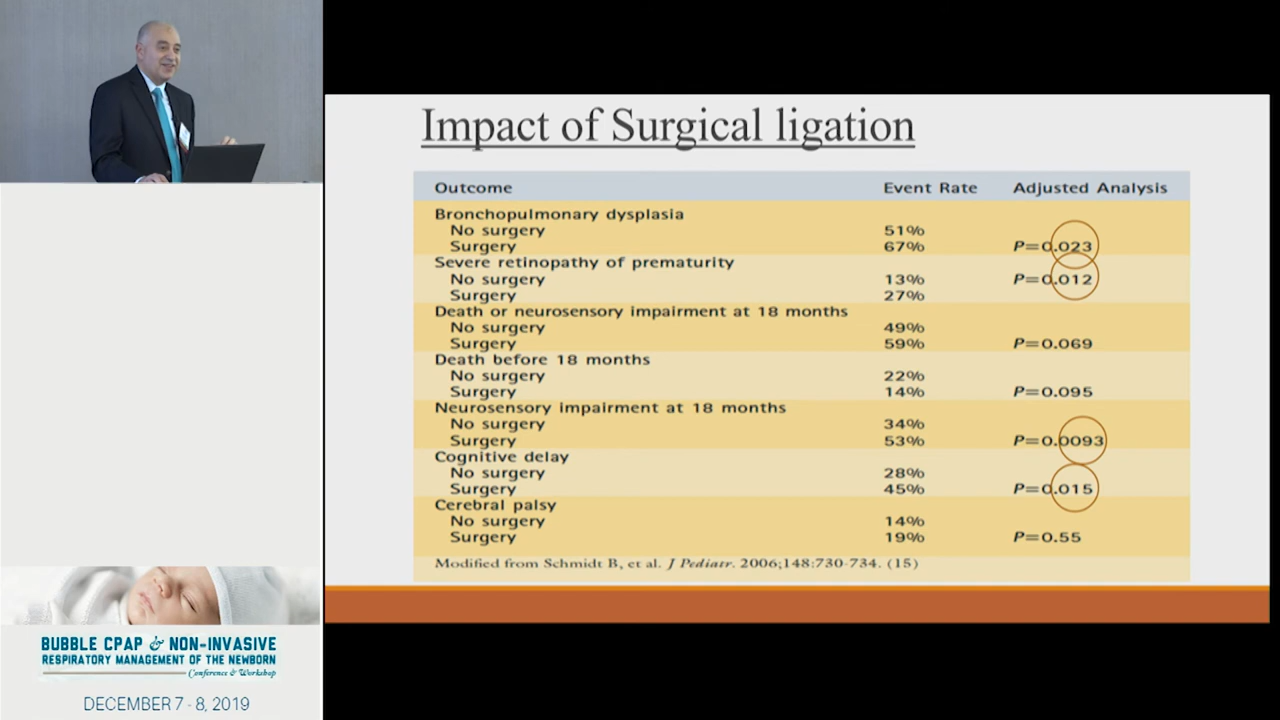 Impact of Surgical ligation
Outcome Event Rate Adjusted Analysis
Bronchopulmonary dysplasia
No surgery 51%
Surgery 67% P=0.023
Severe retinopathy of prematurity
No surgery 13% P=0.012
Surgery 27%
Death or neurosensory impairment at 18 months
No surgery 49%
Surgery 59% P=0.069
Death before 18 months
No surgery 22%
Surgery 14% P=0.095
Neurosensory impairment at 18 months
No surgery 34%
Surgery 53% P=0.0093
Cognitive delay
No surgery 28%
Surgery 45% P=0.015
Cerebral palsy
No surgery 14%
Surgery 19% P=0.55
Modified from Schmidt B, et al. J Pediatr. 2006;148:730-734. (15)
BUBBLE CPAP & NON-INVASIVE
RESPIRATORY MANAGEMENT OF THE NEWBORN
Conference & Workshop
DECEMBER 7 - 8, 2019